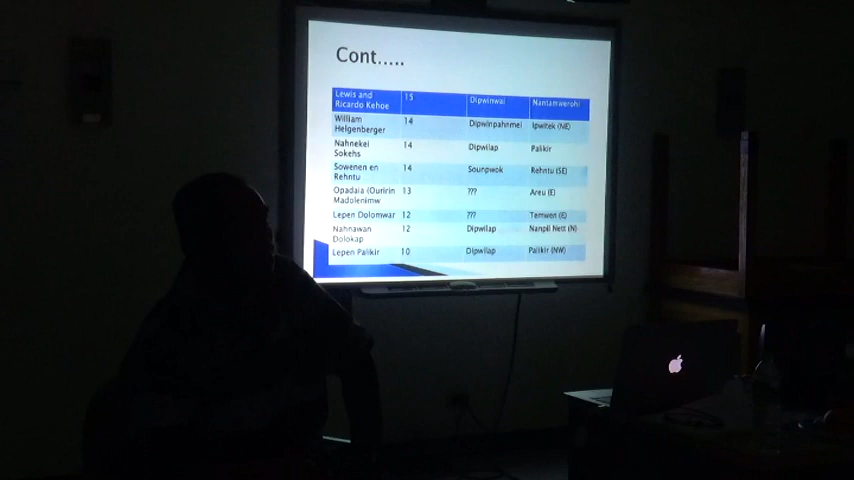 Cont.....
Lewis and Ricardo Kehoe 15 Dipwinwai Nantamwerohi
William Helgenberger 14 Dipwinpahnmei Ipwitek (NE)
Nahnekei Sokehs 14 Dipwilap Palikir
Sowenen en Rehntu 14 Sounpwok Rehntu (SE)
Opadaia (Ouririn Madolenimw 13 ??? Areu (E)
Lepen Dolomwar 12 ??? Temwen (E)
Nahnawan Dolokap 12 Dipwilap Nanpil Nett (N)
Lepen Palikir 10 Dipwilap Palikir (NW)